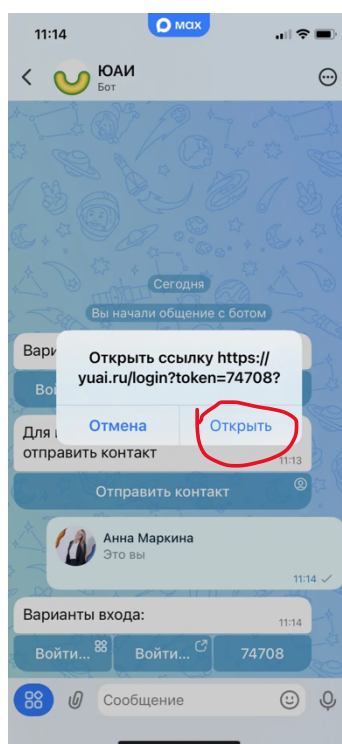 11:14
max
ЮАИ
Бот
Сегодня
Вы начали общение с ботом
Открыть ссылку https://
yuai.ru/login?token=74708?
Отмена
Открыть
Для
отправить контакт
11:13
Отправить контакт
Анна Маркина
Это вы
11:14
Варианты входа:
11:14
Войти...
Войти...
74708
Сообщение